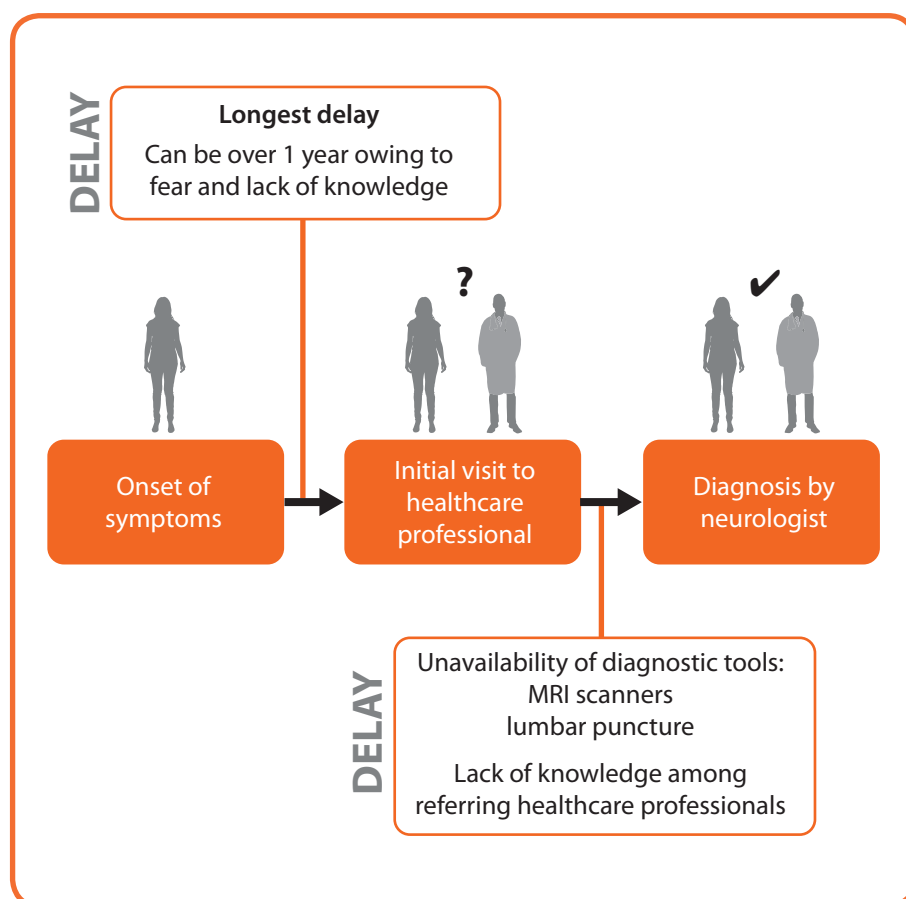 DELAY
Longest delay
Can be over 1 year owing to
fear and lack of knowledge
?
✔
Onset of
symptoms
Initial visit to
healthcare
professional
Diagnosis by
neurologist
DELAY
Unavailability of diagnostic tools:
MRI scanners
lumbar puncture
Lack of knowledge among
referring healthcare professionals